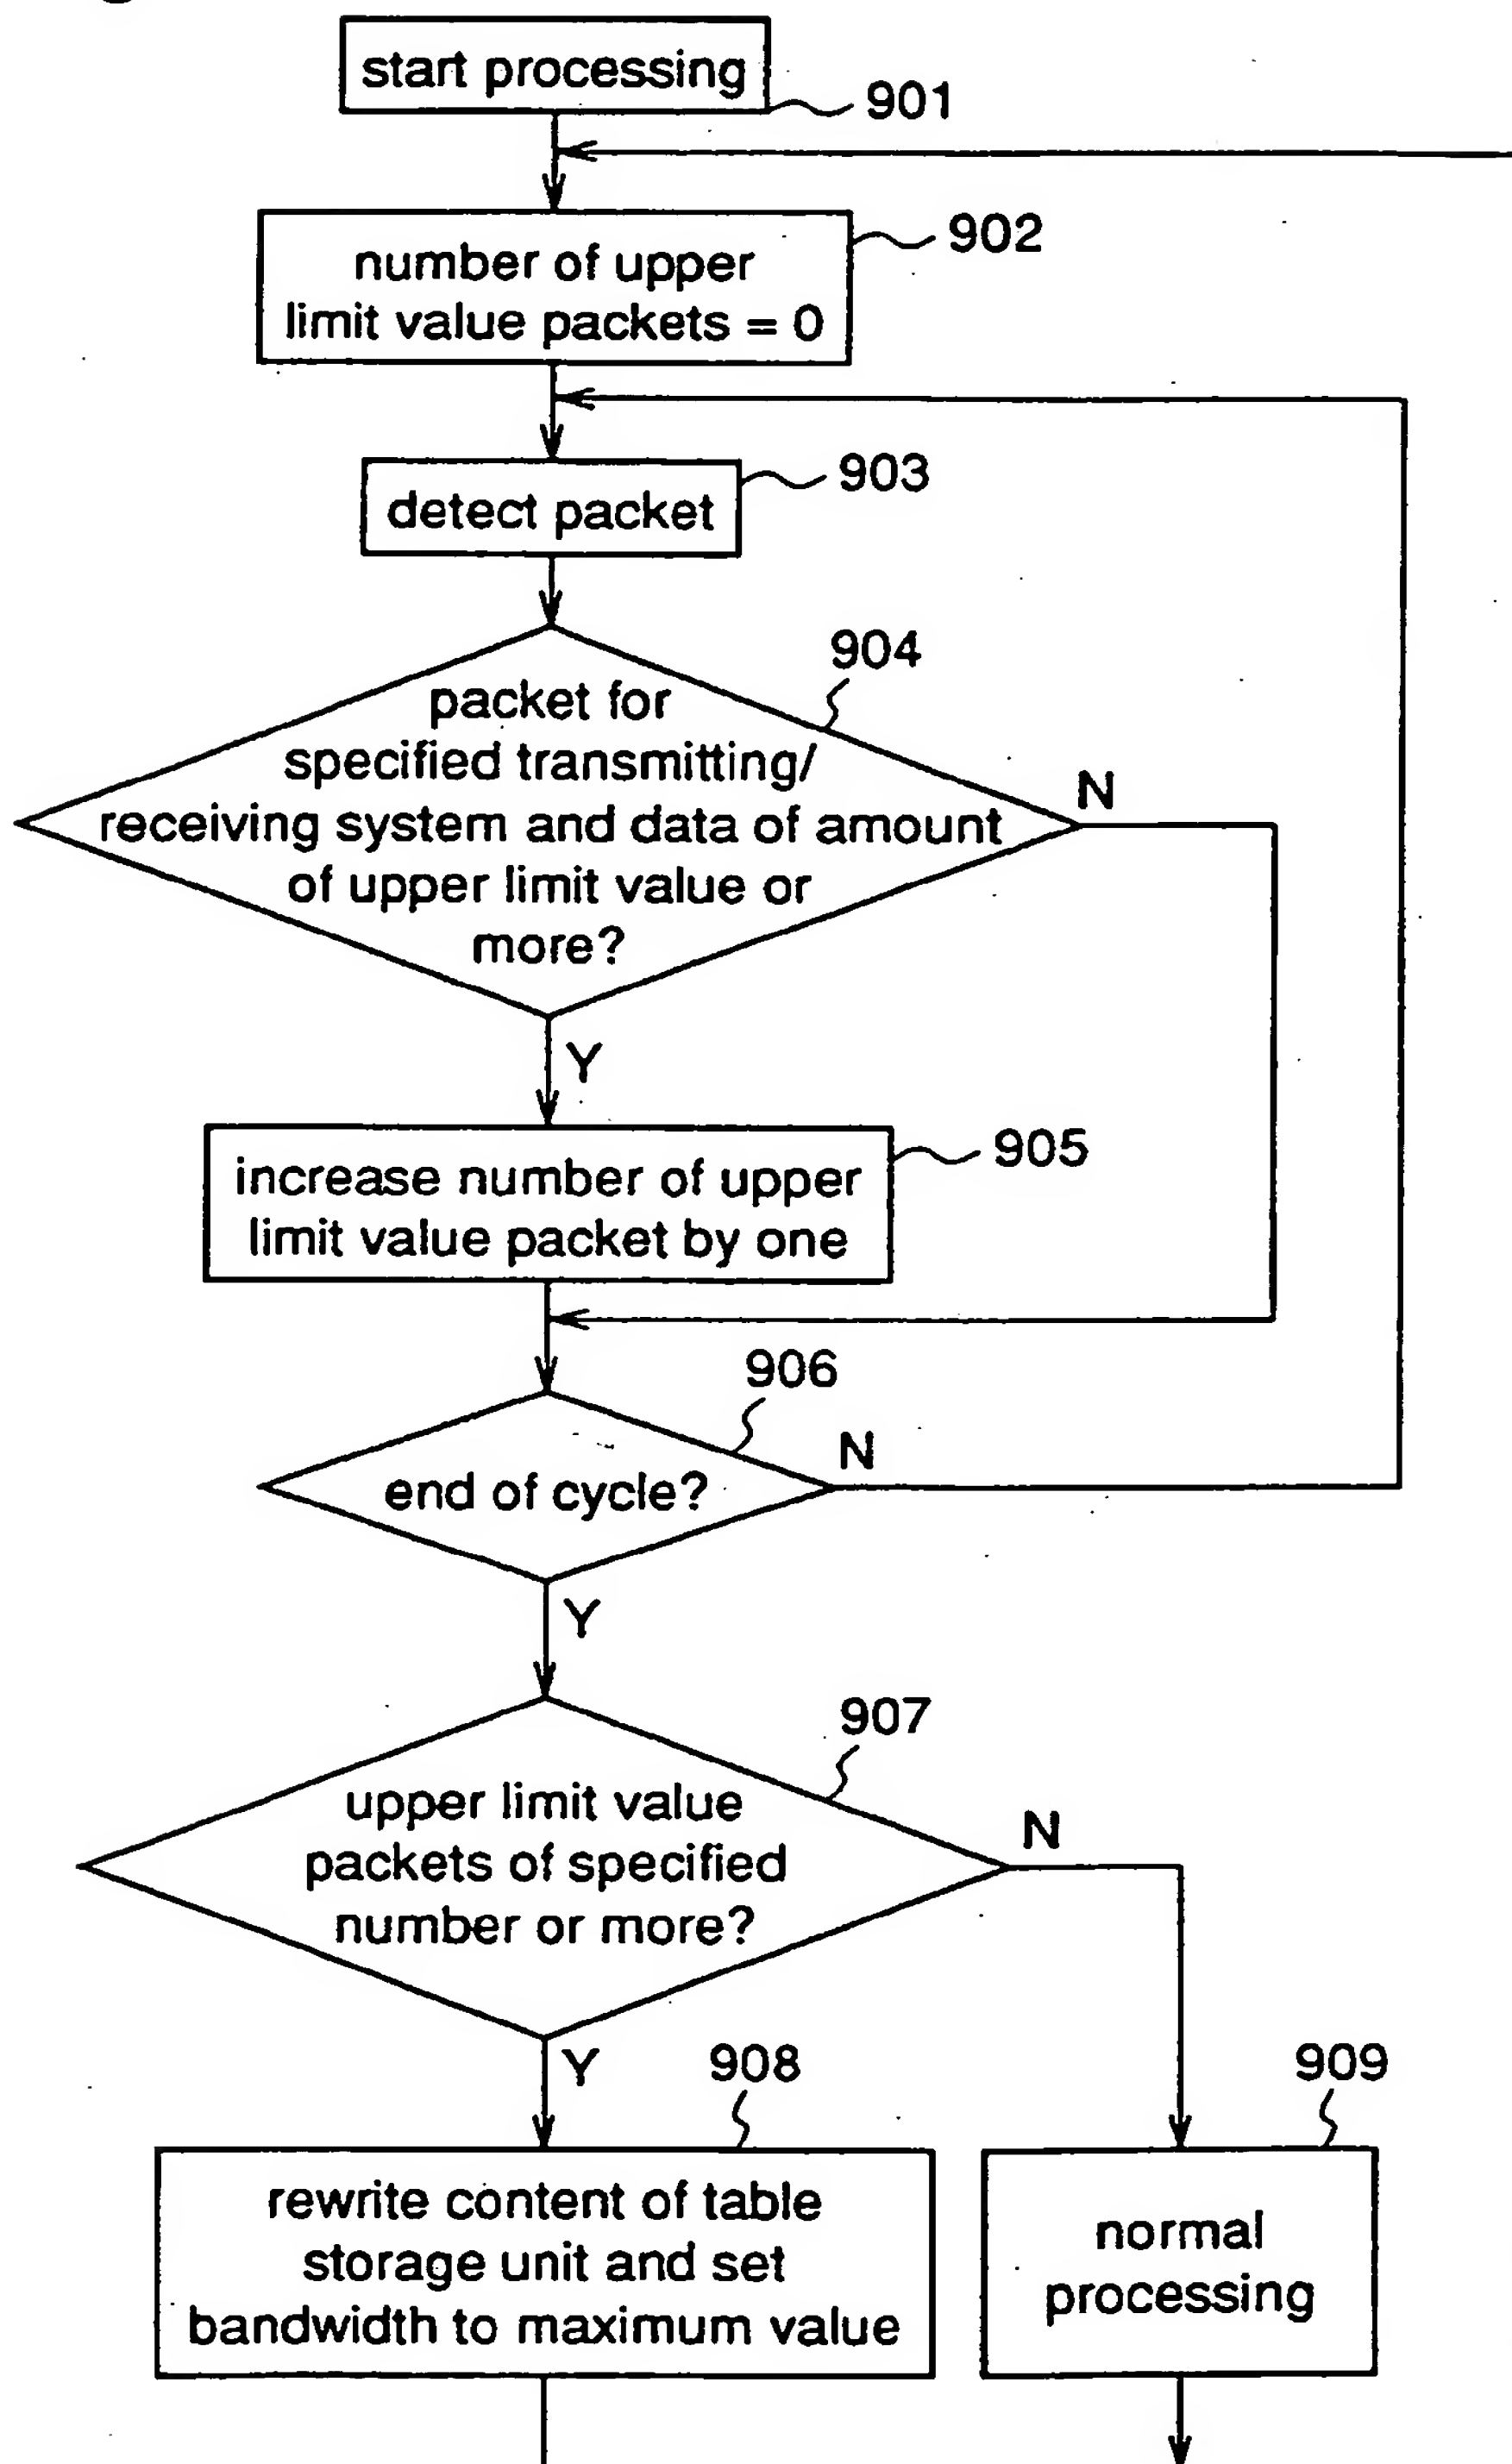 start processing
901
number of upper
limit value packets = 0
902
detect packet
903
904
packet for
specified transmitting/
receiving system and data of amount
of upper limit value or
more?
N
Y
increase number of upper
limit value packet by one
905
906
end of cycle?
N
Y
907
upper limit value
packets of specified
number or more?
N
Y
908
909
rewrite content of table
storage unit and set
bandwidth to maximum value
normal
processing